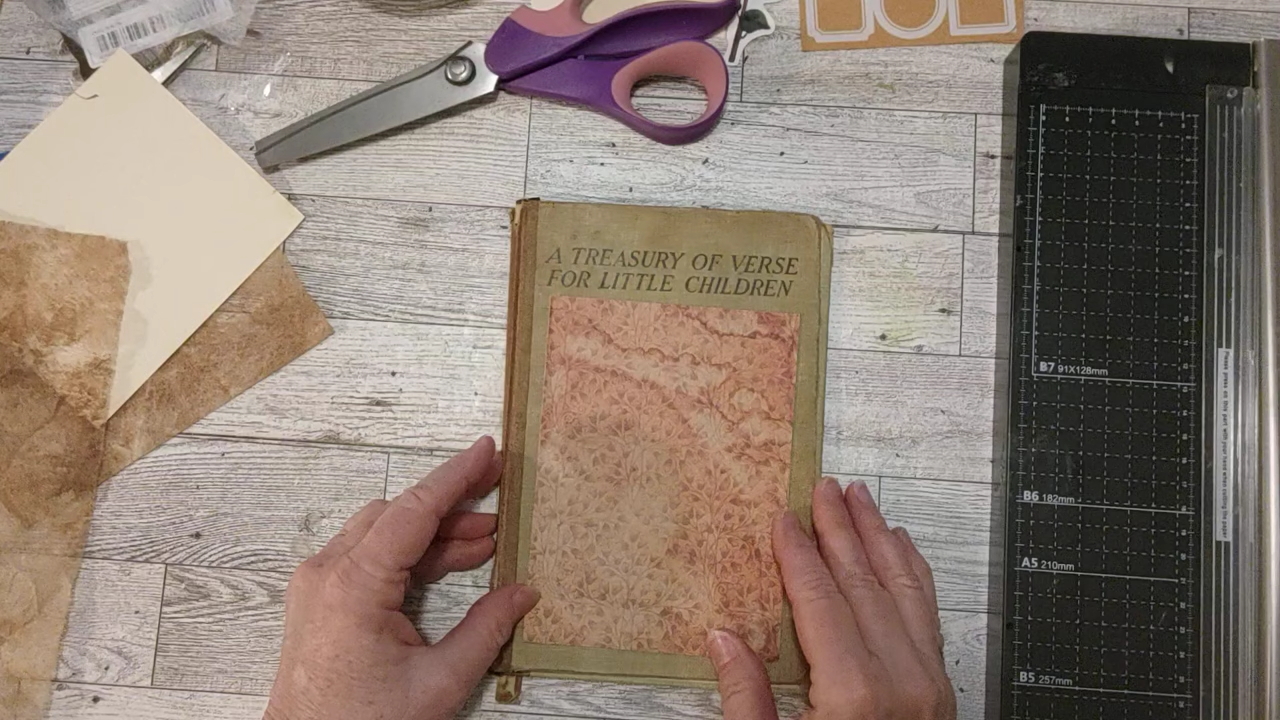 A TREASURY OF VERSE
FOR LITTLE CHILDREN
B7 91X128mm
B6 182mm
A5 210mm
B5 257mm